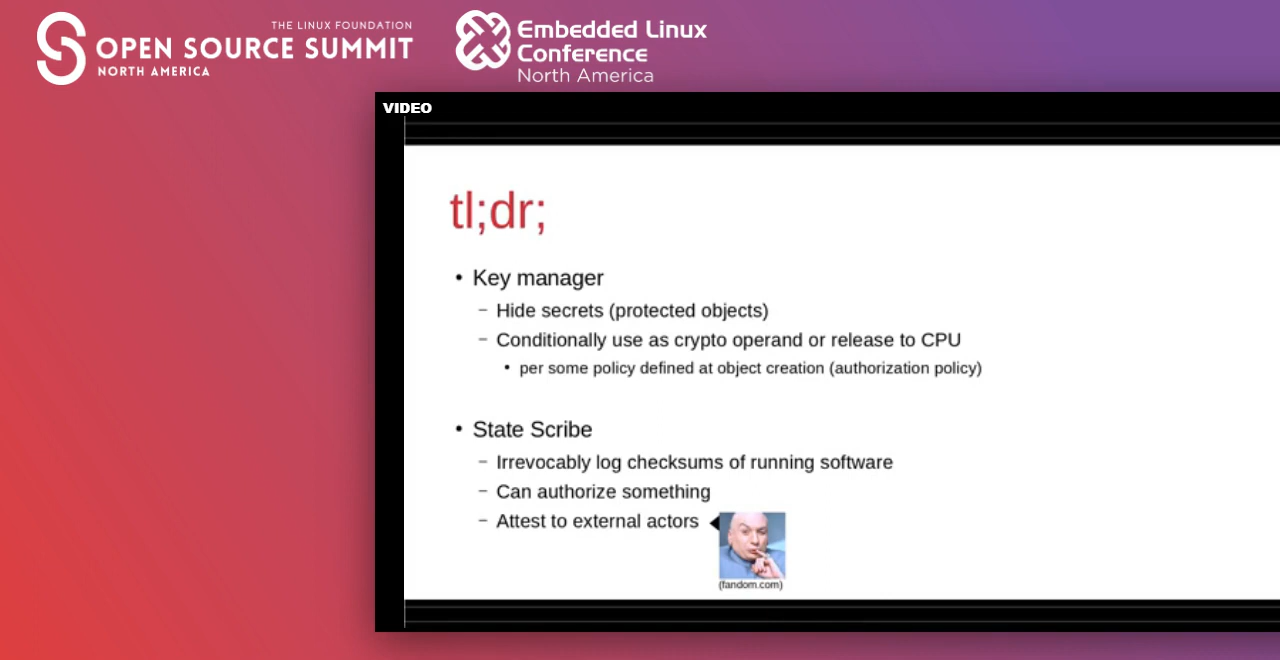 THE LINUX FOUNDATION
OPEN SOURCE SUMMIT
NORTH AMERICA
Embedded Linux
Conference
North America
VIDEO
tl;dr;
• Key manager
– Hide secrets (protected objects)
– Conditionally use as crypto operand or release to CPU
• per some policy defined at object creation (authorization policy)
• State Scribe
– Irrevocably log checksums of running software
– Can authorize something
– Attest to external actors
(fandom.com)